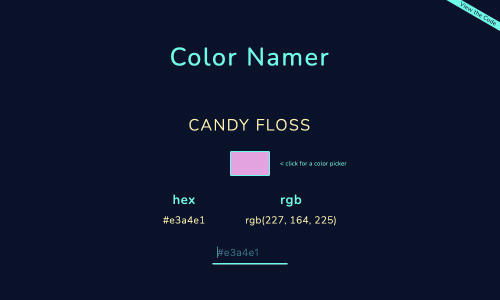 View the Code
Color Namer
CANDY FLOSS
< click for a color picker
hex
rgb
#e3a4e1
rgb(227, 164, 225)
#e3a4e1